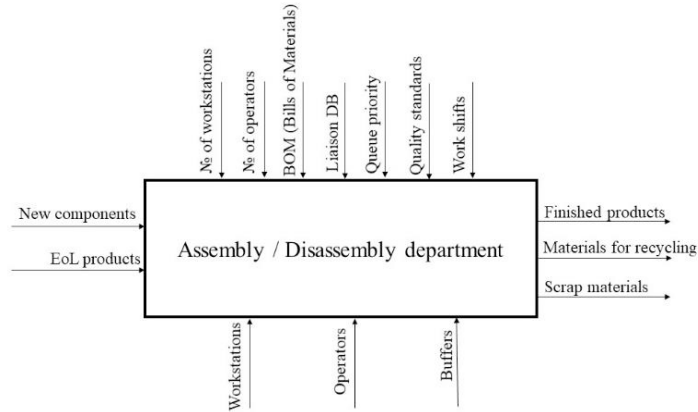 № of workstations
№ of operators
BOM (Bills of Materials)
Liaison DB
Queue priority
Quality standards
Work shifts
New components
EoL products
Assembly / Disassembly department
Finished products
Materials for recycling
Scrap materials
Workstations
Operators
Buffers